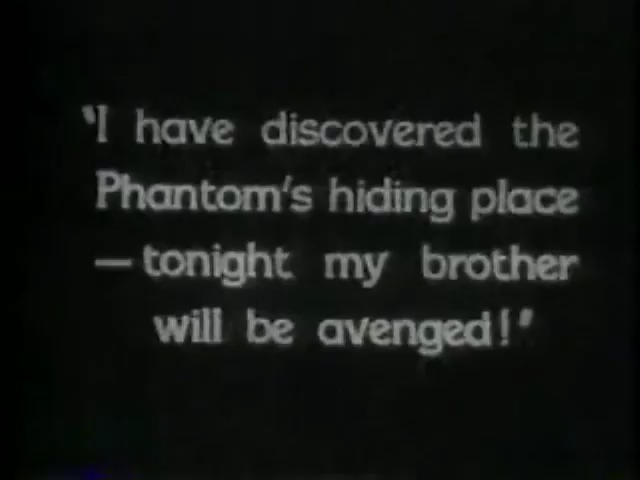 "I have discovered the
Phantom's hiding place
— tonight my brother
will be avenged!"